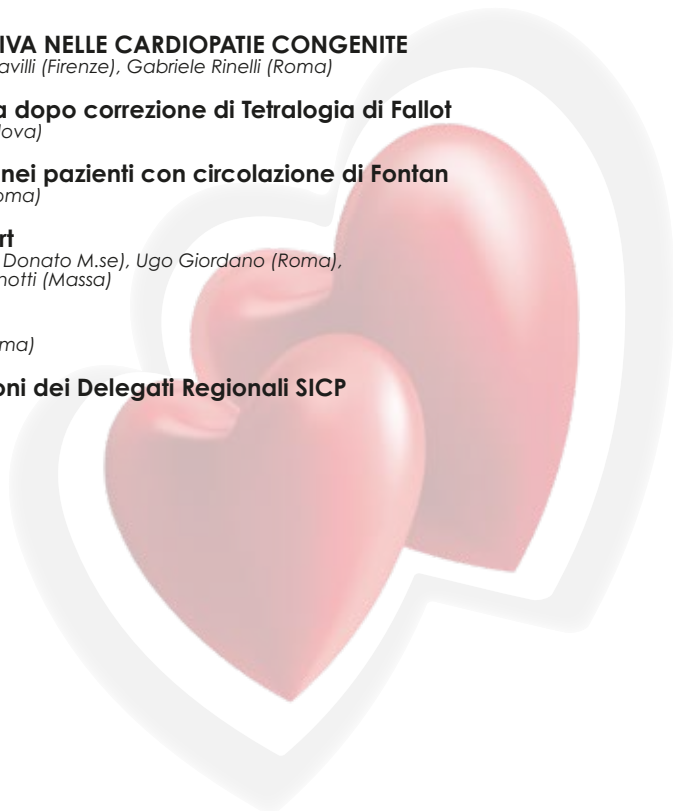 IVA NELLE CARDIOPATIE CONGENITE
avilli (Firenze), Gabriele Rinelli (Roma)
a dopo correzione di Tetralogia di Fallot
lova)
nei pazienti con circolazione di Fontan
oma)
rt
Donato M.se), Ugo Giordano (Roma),
notti (Massa)
ma)
oni dei Delegati Regionali SICP